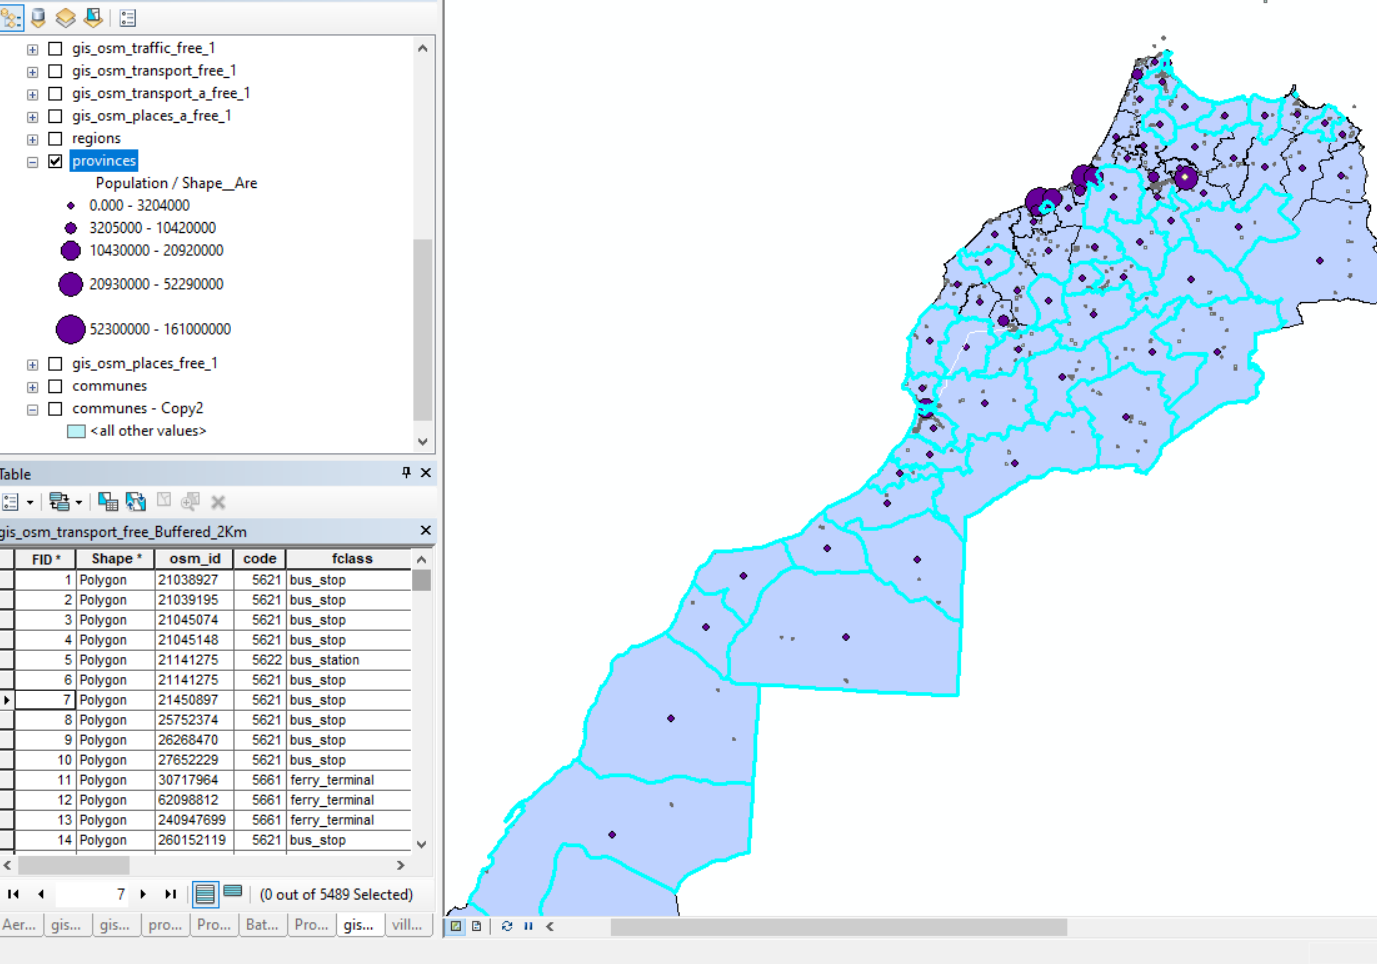 gis_osm_traffic_free_1
gis_osm_transport_free_1
gis_osm_transport_a_free_1
gis_osm_places_a_free_1
regions
provinces
Population / Shape__Are
0.000 - 3204000
3205000 - 10420000
10430000 - 20920000
20930000 - 52290000
52300000 - 161000000
gis_osm_places_free_1
communes
communes - Copy2
<all other values>
Table
gis_osm_transport_free_Buffered_2Km
FID * Shape * osm_id code fclass
1 Polygon 21038927 5621 bus_stop
2 Polygon 21039195 5621 bus_stop
3 Polygon 21045074 5621 bus_stop
4 Polygon 21045148 5621 bus_stop
5 Polygon 21141275 5622 bus_station
6 Polygon 21141275 5621 bus_stop
7 Polygon 21450897 5621 bus_stop
8 Polygon 25752374 5621 bus_stop
9 Polygon 26268470 5621 bus_stop
10 Polygon 27652229 5621 bus_stop
11 Polygon 30717964 5661 ferry_terminal
12 Polygon 62098812 5661 ferry_terminal
13 Polygon 240947699 5661 ferry_terminal
14 Polygon 260152119 5621 bus_stop
7 (0 out of 5489 Selected)
Aer... gis... gis... pro... Pro... Bat... Pro... gis... vill...